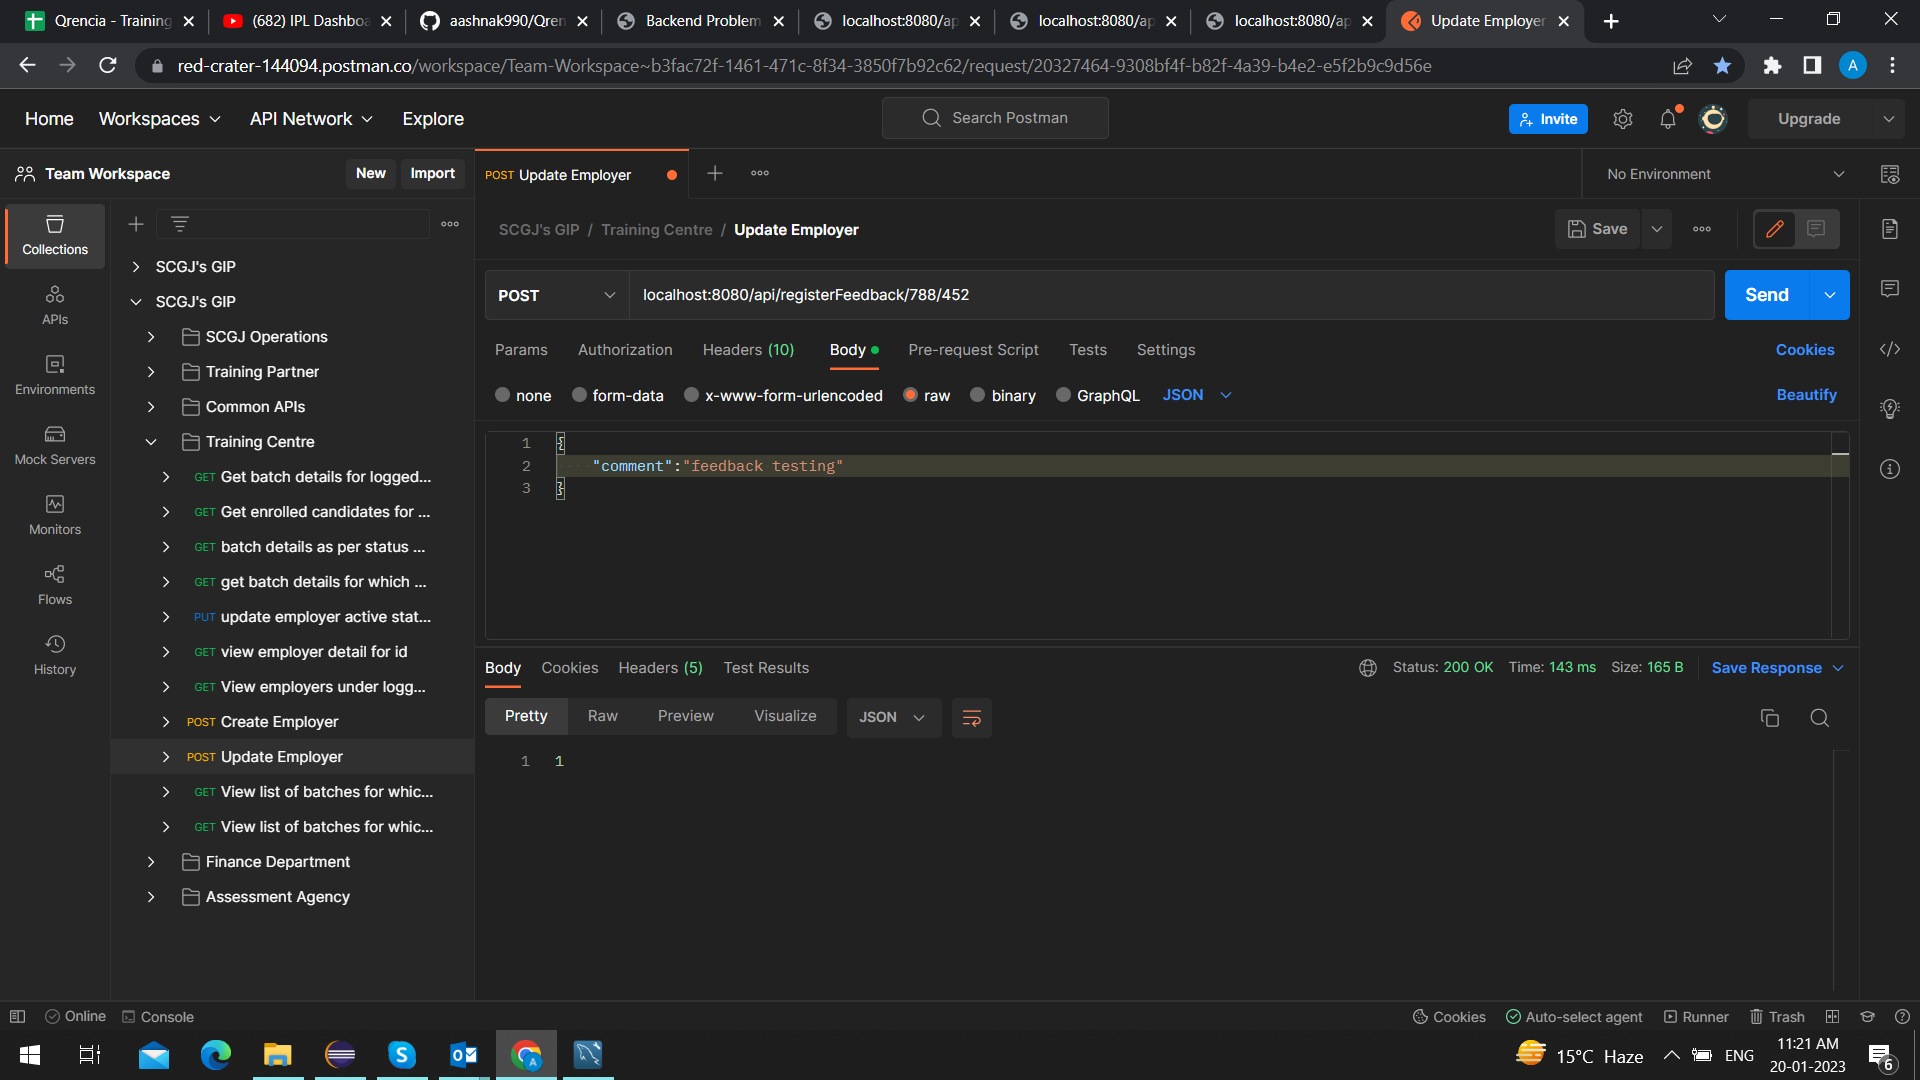 Qrencia - Training
(682) IPL Dashboa
aashnak990/Qren
Backend Problem
localhost:8080/ap
localhost:8080/ap
localhost:8080/ap
Update Employer
red-crater-144094.postman.co/workspace/Team-Workspace~b3fac72f-1461-471c-8f34-3850f7b92c62/request/20327464-9308bf4f-b82f-4a39-b4e2-e5f2b9c9d56e
A
Home
Workspaces
API Network
Explore
Search Postman
Invite
Upgrade
Team Workspace
New
Import
POST Update Employer
No Environment
Collections
APIs
Environments
Mock Servers
Monitors
Flows
History
SCGJ's GIP
SCGJ's GIP
SCGJ Operations
Training Partner
Common APIs
Training Centre
GET Get batch details for logged...
GET Get enrolled candidates for ...
GET batch details as per status ...
GET get batch details for which ...
PUT update employer active stat...
GET view employer detail for id
GET View employers under logg...
POST Create Employer
POST Update Employer
GET View list of batches for whic...
GET View list of batches for whic...
Finance Department
Assessment Agency
SCGJ's GIP / Training Centre / Update Employer
Save
POST
localhost:8080/api/registerFeedback/788/452
Send
Params
Authorization
Headers (10)
Body
Pre-request Script
Tests
Settings
Cookies
none
form-data
x-www-form-urlencoded
raw
binary
GraphQL
JSON
Beautify
1 {
2 "comment":"feedback testing"
3 }
Body
Cookies
Headers (5)
Test Results
Status: 200 OK
Time: 143 ms
Size: 165 B
Save Response
Pretty
Raw
Preview
Visualize
JSON
1 1
Online
Console
Cookies
Auto-select agent
Runner
Trash
15°C Haze
ENG
11:21 AM
20-01-2023
6